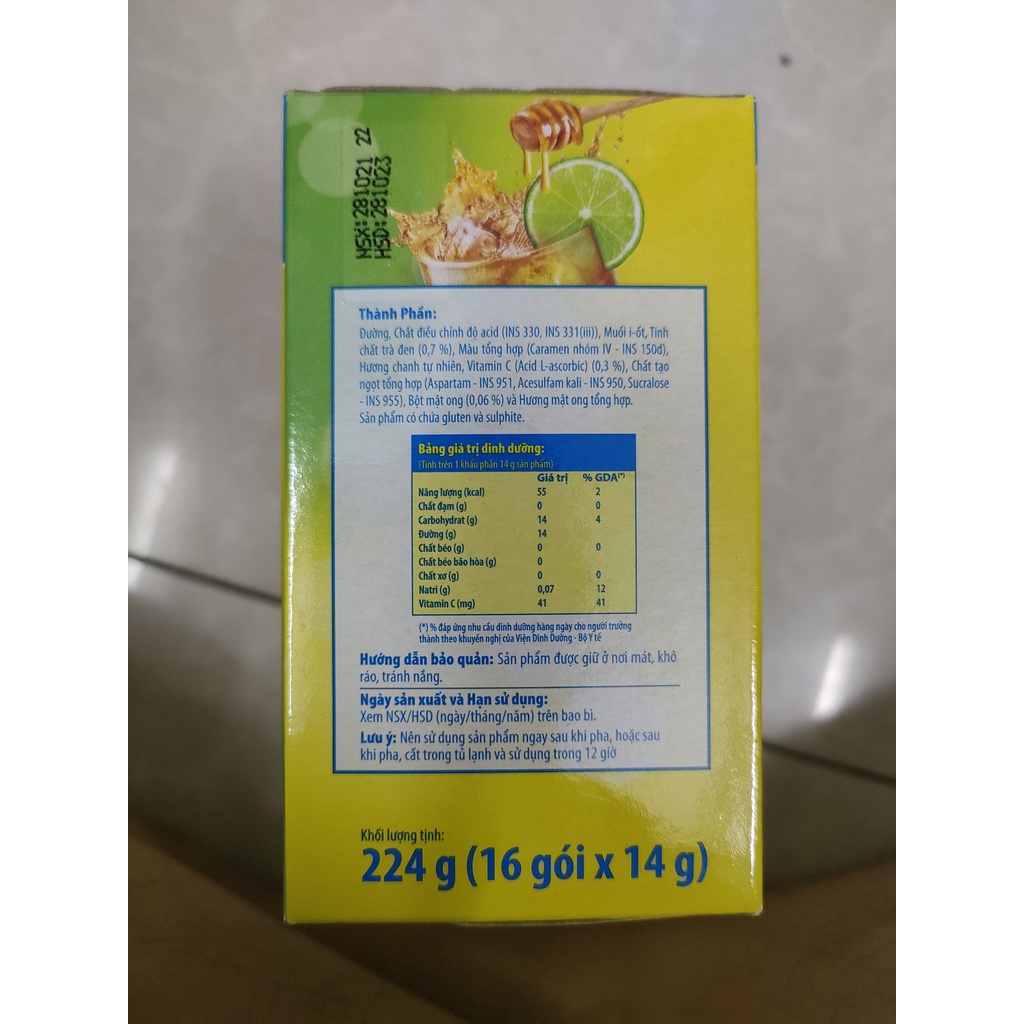 NSX:281021 22
HSD:281023
Thành Phần:
Đường, Chất điều chỉnh độ acid (INS 330, INS 331(iii)), Muối i-ốt, Tinh
chất trà đen (0,7 %), Màu tổng hợp (Caramen nhóm IV - INS 150d),
Hương chanh tự nhiên, Vitamin C (Acid L-ascorbic) (0,3 %), Chất tạo
ngọt tổng hợp (Aspartam - INS 951, Acesulfam kali - INS 950, Sucralose
- INS 955), Bột mật ong (0,06 %) và Hương mật ong tổng hợp.
Sản phẩm có chứa gluten và sulphite.
Bảng giá trị dinh dưỡng:
(Tính trên 1 khẩu phần 14 g sản phẩm)
Giá trị % GDA(*)
Năng lượng (kcal) 55 2
Chất đạm (g) 0 0
Carbohydrat (g) 14 4
Đường (g) 14
Chất béo (g) 0 0
Chất béo bão hòa (g) 0
Chất xơ (g) 0 0
Natri (g) 0,07 12
Vitamin C (mg) 41 41
(*) % đáp ứng nhu cầu dinh dưỡng hàng ngày cho người trưởng
thành theo khuyến nghị của Viện Dinh Dưỡng - Bộ Y tế
Hướng dẫn bảo quản: Sản phẩm được giữ ở nơi mát, khô
ráo, tránh nắng.
Ngày sản xuất và Hạn sử dụng:
Xem NSX/HSD (ngày/tháng/năm) trên bao bì.
Lưu ý: Nên sử dụng sản phẩm ngay sau khi pha, hoặc sau
khi pha, cất trong tủ lạnh và sử dụng trong 12 giờ
Khối lượng tịnh:
224 g (16 gói x 14 g)